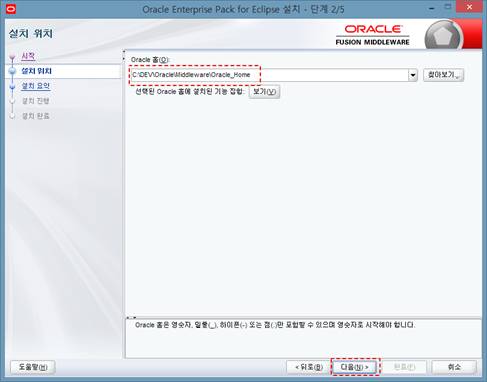 Oracle Enterprise Pack for Eclipse 설치 - 단계 2/5
설치 위치
ORACLE
FUSION MIDDLEWARE
시작
설치 위치
설치 요약
설치 진행
설치 완료
Oracle 홈(O):
C:\DEV\Oracle\Middleware\Oracle_Home
찾아보기...
선택된 Oracle 홈에 설치된 기능 집합: 보기(V)
Oracle 홈은 영숫자, 밑줄(_), 하이픈(-) 또는 점(.)만 포함할 수 있으며 영숫자로 시작해야 합니다.
도움말(H)
< 뒤로(B)
다음(N) >
완료(F)
취소